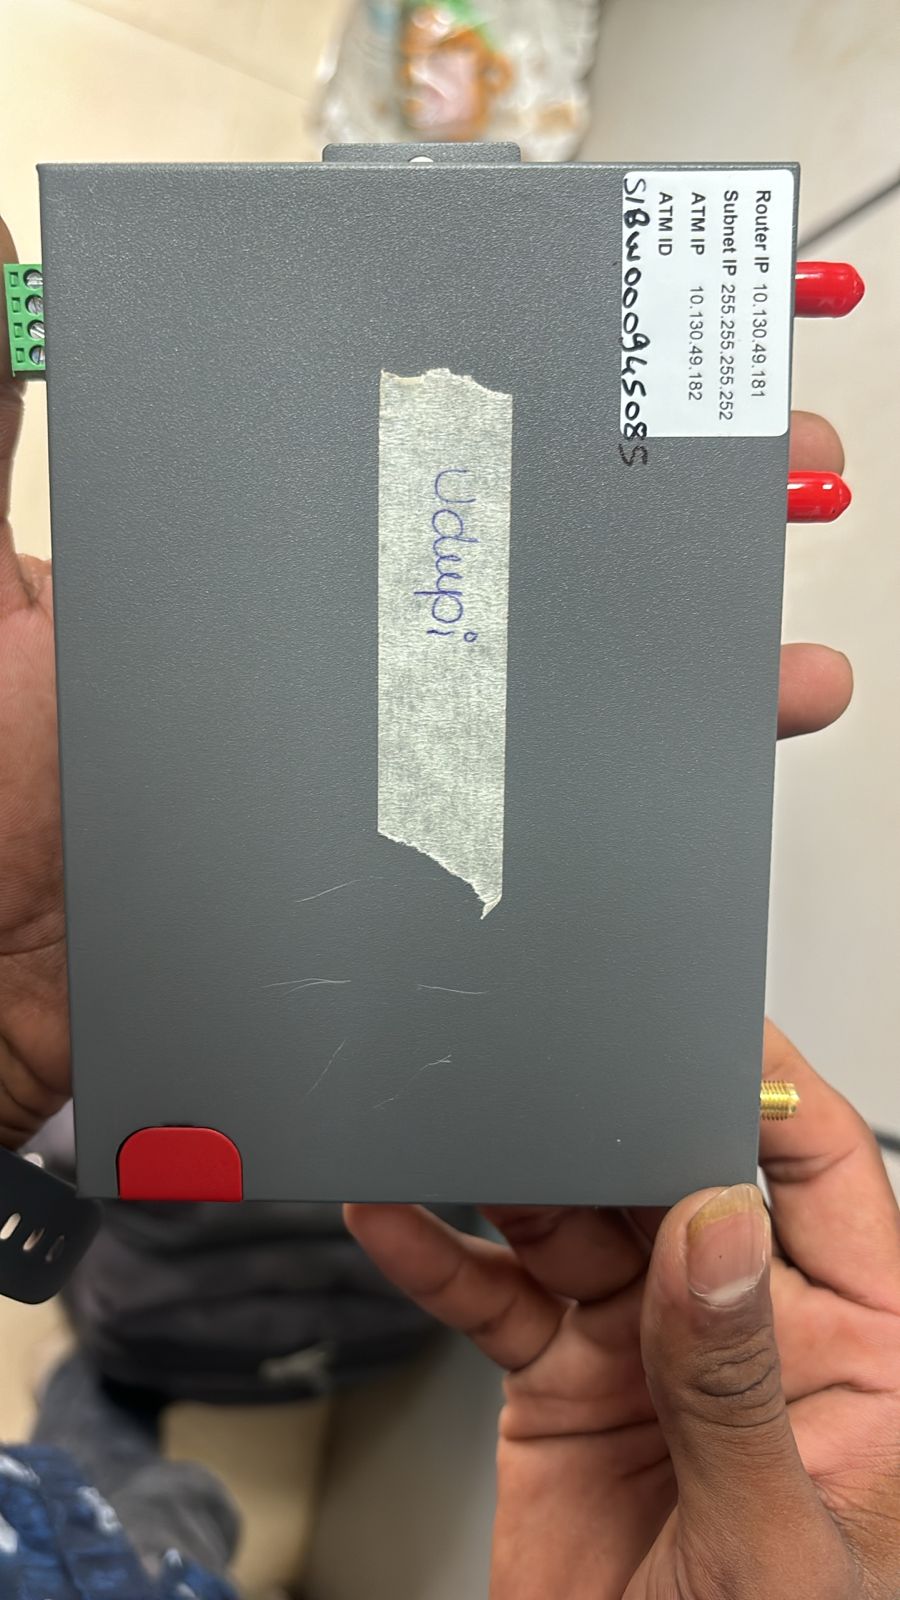 Router IP 10.130.49.181
Subnet IP 255.255.255.252
ATM IP 10.130.49.182
ATM ID
S1BW000945085
Udupi